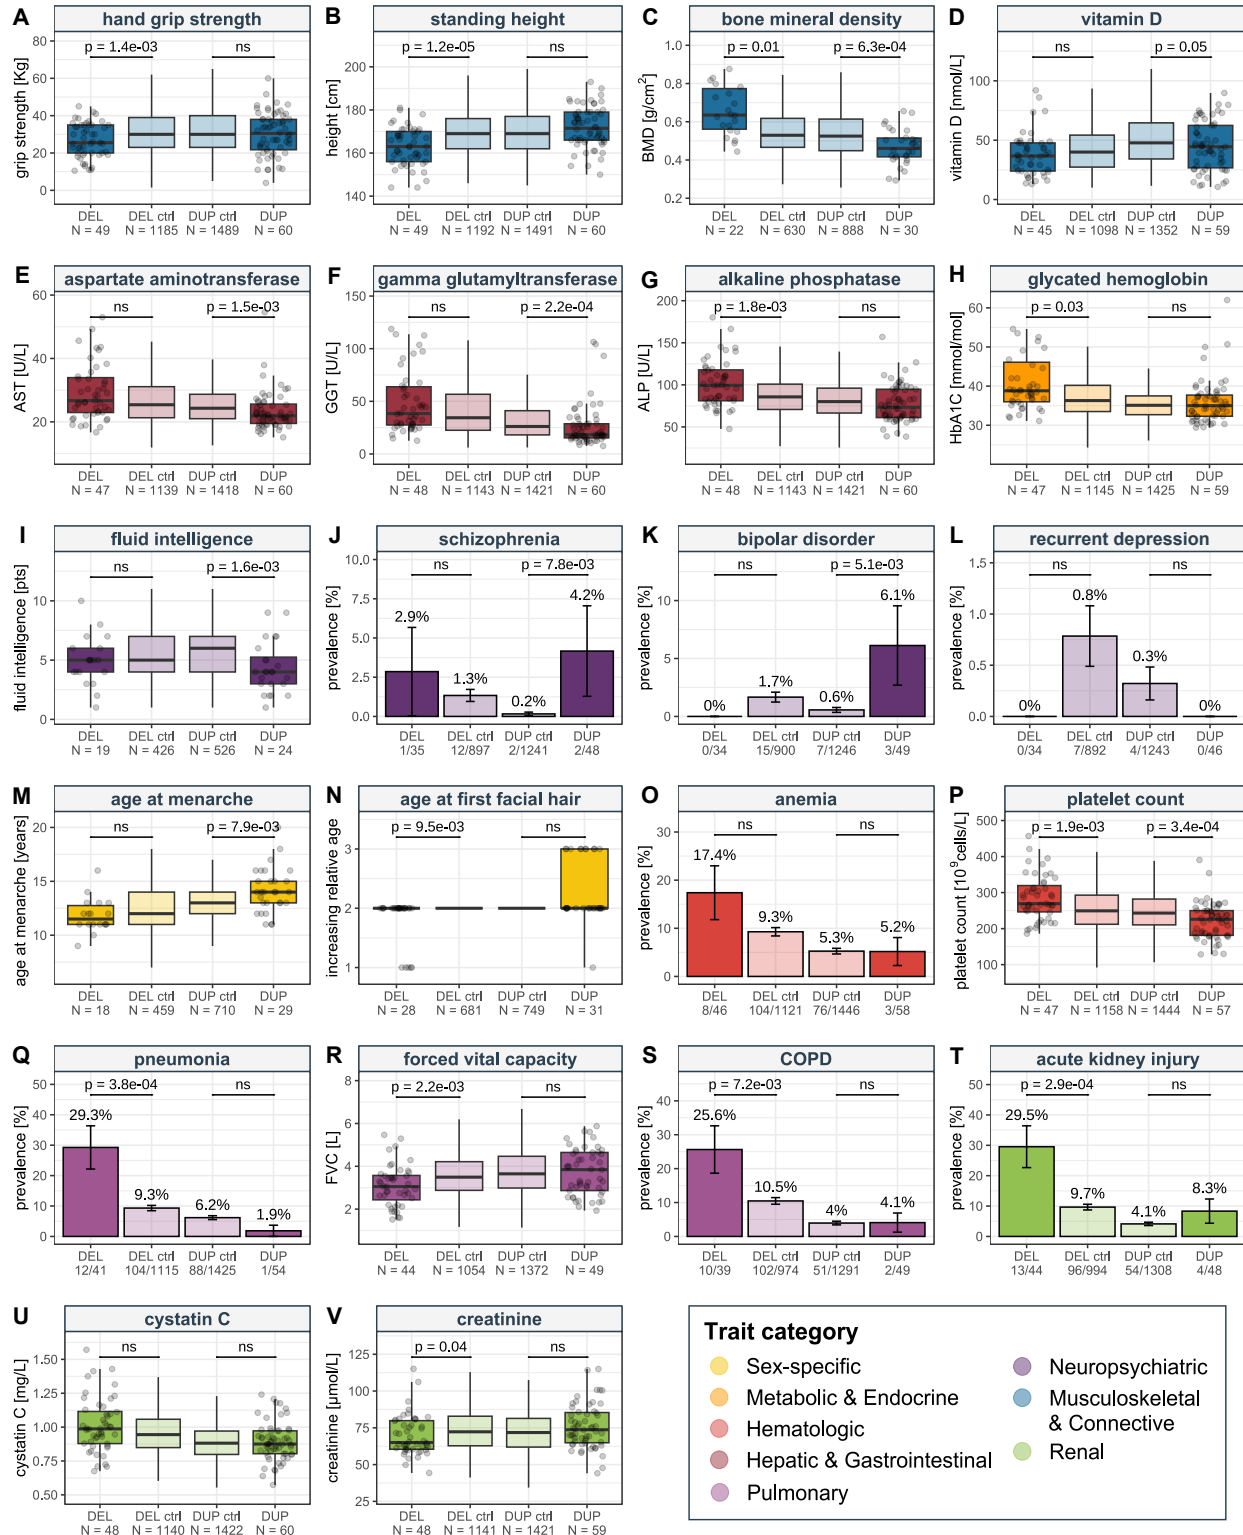 A hand grip strength
grip strength [Kg]
80
60
40
20
0
p = 1.4e-03
ns
DEL DEL ctrl DUP ctrl DUP
N = 49 N = 1185 N = 1489 N = 60
B standing height
height [cm]
200
180
160
140
p = 1.2e-05
ns
DEL DEL ctrl DUP ctrl DUP
N = 49 N = 1192 N = 1491 N = 60
C bone mineral density
BMD [g/cm²]
1.0
0.8
0.6
0.4
0.2
p = 0.01
p = 6.3e-04
DEL DEL ctrl DUP ctrl DUP
N = 22 N = 630 N = 888 N = 30
D vitamin D
vitamin D [nmol/L]
100
50
0
ns
p = 0.05
DEL DEL ctrl DUP ctrl DUP
N = 45 N = 1098 N = 1352 N = 59
E aspartate aminotransferase
AST [U/L]
60
40
20
ns
p = 1.5e-03
DEL DEL ctrl DUP ctrl DUP
N = 47 N = 1139 N = 1418 N = 60
F gamma glutamyltransferase
GGT [U/L]
150
100
50
0
ns
p = 2.2e-04
DEL DEL ctrl DUP ctrl DUP
N = 48 N = 1143 N = 1421 N = 60
G alkaline phosphatase
ALP [U/L]
200
150
100
50
p = 1.8e-03
ns
DEL DEL ctrl DUP ctrl DUP
N = 48 N = 1143 N = 1421 N = 60
H glycated hemoglobin
HbA1C [mmol/mol]
60
50
40
30
p = 0.03
ns
DEL DEL ctrl DUP ctrl DUP
N = 47 N = 1145 N = 1425 N = 59
I fluid intelligence
fluid intelligence [pts]
10
5
0
ns
p = 1.6e-03
DEL DEL ctrl DUP ctrl DUP
N = 19 N = 426 N = 526 N = 24
J schizophrenia
prevalence [%]
10.0
7.5
5.0
2.5
0.0
ns
p = 7.8e-03
2.9%
1.3%
0.2%
4.2%
DEL DEL ctrl DUP ctrl DUP
1/35 12/897 2/1241 2/48
K bipolar disorder
prevalence [%]
10
5
0
ns
p = 5.1e-03
0%
1.7%
0.6%
6.1%
DEL DEL ctrl DUP ctrl DUP
0/34 15/900 7/1246 3/49
L recurrent depression
prevalence [%]
1.5
1.0
0.5
0.0
ns
ns
0%
0.8%
0.3%
0%
DEL DEL ctrl DUP ctrl DUP
0/34 7/892 4/1243 0/46
M age at menarche
age at menarche [years]
20
15
10
ns
p = 7.9e-03
DEL DEL ctrl DUP ctrl DUP
N = 18 N = 459 N = 710 N = 29
N age at first facial hair
increasing relative age
3
2
1
p = 9.5e-03
ns
DEL DEL ctrl DUP ctrl DUP
N = 28 N = 681 N = 749 N = 31
O anemia
prevalence [%]
30
20
10
0
ns
ns
17.4%
9.3%
5.3%
5.2%
DEL DEL ctrl DUP ctrl DUP
8/46 104/1121 76/1446 3/58
P platelet count
platelet count [10⁹cells/L]
500
400
300
200
100
p = 1.9e-03
p = 3.4e-04
DEL DEL ctrl DUP ctrl DUP
N = 47 N = 1158 N = 1444 N = 57
Q pneumonia
prevalence [%]
50
40
30
20
10
0
p = 3.8e-04
ns
29.3%
9.3%
6.2%
1.9%
DEL DEL ctrl DUP ctrl DUP
12/41 104/1115 88/1425 1/54
R forced vital capacity
FVC [L]
8
6
4
2
p = 2.2e-03
ns
DEL DEL ctrl DUP ctrl DUP
N = 44 N = 1054 N = 1372 N = 49
S COPD
prevalence [%]
40
30
20
10
0
p = 7.2e-03
ns
25.6%
10.5%
4%
4.1%
DEL DEL ctrl DUP ctrl DUP
10/39 102/974 51/1291 2/49
T acute kidney injury
prevalence [%]
50
40
30
20
10
0
p = 2.9e-04
ns
29.5%
9.7%
4.1%
8.3%
DEL DEL ctrl DUP ctrl DUP
13/44 96/994 54/1308 4/48
U cystatin C
cystatin C [mg/L]
1.50
1.25
1.00
0.75
0.50
ns
ns
DEL DEL ctrl DUP ctrl DUP
N = 48 N = 1140 N = 1422 N = 60
V creatinine
creatinine [µmol/L]
125
100
75
50
25
p = 0.04
ns
DEL DEL ctrl DUP ctrl DUP
N = 48 N = 1141 N = 1421 N = 59
Trait category
Sex-specific
Metabolic & Endocrine
Hematologic
Hepatic & Gastrointestinal
Pulmonary
Neuropsychiatric
Musculoskeletal
& Connective
Renal